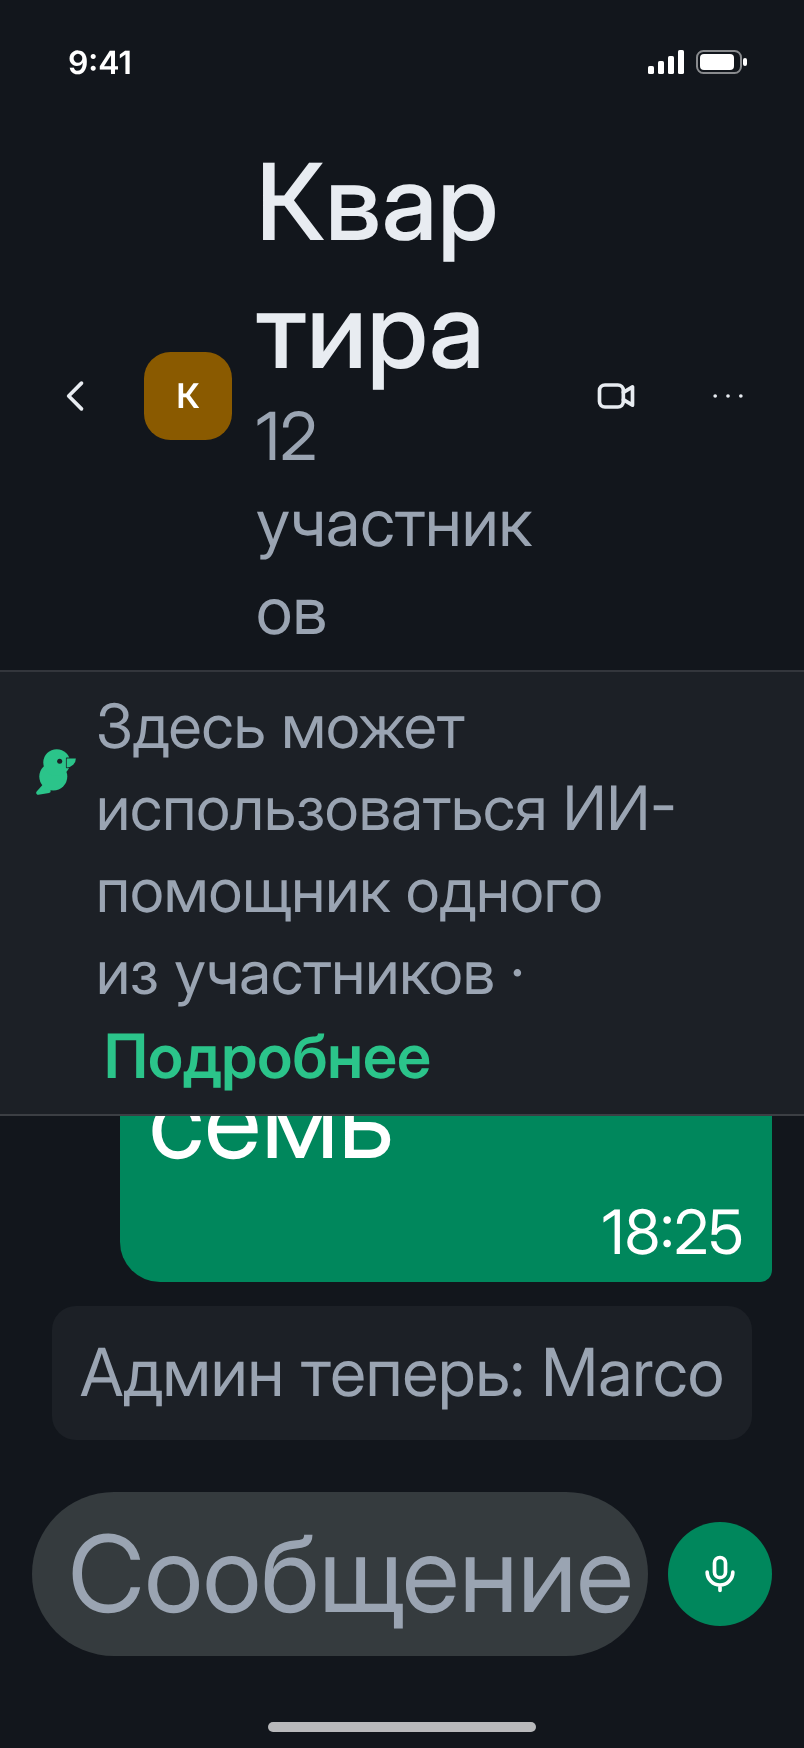 9:41
Квар
тира
К
12
участник
ов
Здесь может
использоваться ИИ-
помощник одного
из участников ·
Подробнее
семь
18:25
Админ теперь: Marco
Сообщение